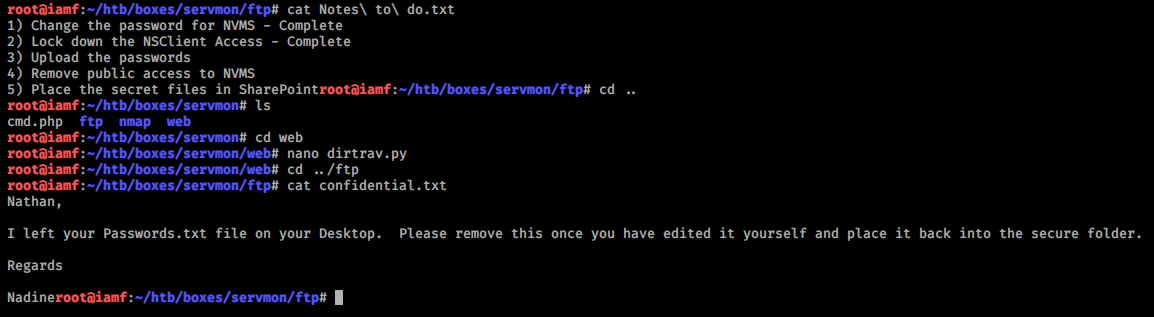 root@iamf:~/htb/boxes/servmon/ftp# cat Notes\ to\ do.txt
1) Change the password for NVMS - Complete
2) Lock down the NSClient Access - Complete
3) Upload the passwords
4) Remove public access to NVMS
5) Place the secret files in SharePointroot@iamf:~/htb/boxes/servmon/ftp# cd ..
root@iamf:~/htb/boxes/servmon# ls
cmd.php  ftp  nmap  web
root@iamf:~/htb/boxes/servmon# cd web
root@iamf:~/htb/boxes/servmon/web# nano dirtrav.py
root@iamf:~/htb/boxes/servmon/web# cd ../ftp
root@iamf:~/htb/boxes/servmon/ftp# cat confidential.txt
Nathan,
I left your Passwords.txt file on your Desktop.  Please remove this once you have edited it yourself and place it back into the secure folder.
Regards
Nadineroot@iamf:~/htb/boxes/servmon/ftp#